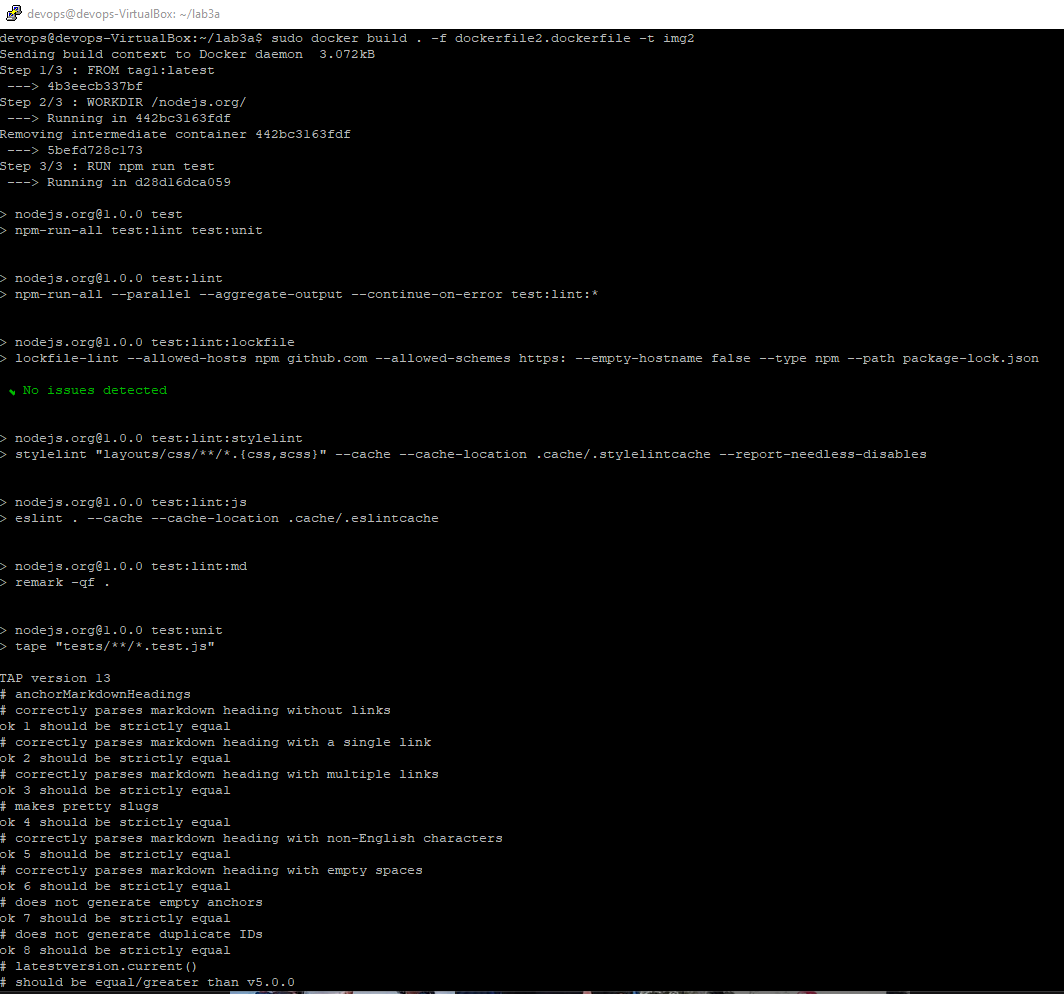 devops@devops-VirtualBox: ~/lab3a
devops@devops-VirtualBox:~/lab3a$ sudo docker build . -f dockerfile2.dockerfile -t img2
Sending build context to Docker daemon  3.072kB
Step 1/3 : FROM tag1:latest
 ---> 4b3eecb337bf
Step 2/3 : WORKDIR /nodejs.org/
 ---> Running in 442bc3163fdf
Removing intermediate container 442bc3163fdf
 ---> 5befd728c173
Step 3/3 : RUN npm run test
 ---> Running in d28d16dca059
> nodejs.org@1.0.0 test
> npm-run-all test:lint test:unit
> nodejs.org@1.0.0 test:lint
> npm-run-all --parallel --aggregate-output --continue-on-error test:lint:*
> nodejs.org@1.0.0 test:lint:lockfile
> lockfile-lint --allowed-hosts npm github.com --allowed-schemes https: --empty-hostname false --type npm --path package-lock.json
✔ No issues detected
> nodejs.org@1.0.0 test:lint:stylelint
> stylelint "layouts/css/**/*.{css,scss}" --cache --cache-location .cache/.stylelintcache --report-needless-disables
> nodejs.org@1.0.0 test:lint:js
> eslint . --cache --cache-location .cache/.eslintcache
> nodejs.org@1.0.0 test:lint:md
> remark -qf .
> nodejs.org@1.0.0 test:unit
> tape "tests/**/*.test.js"
TAP version 13
# anchorMarkdownHeadings
# correctly parses markdown heading without links
ok 1 should be strictly equal
# correctly parses markdown heading with a single link
ok 2 should be strictly equal
# correctly parses markdown heading with multiple links
ok 3 should be strictly equal
# makes pretty slugs
ok 4 should be strictly equal
# correctly parses markdown heading with non-English characters
ok 5 should be strictly equal
# correctly parses markdown heading with empty spaces
ok 6 should be strictly equal
# does not generate empty anchors
ok 7 should be strictly equal
# does not generate duplicate IDs
ok 8 should be strictly equal
# latestversion.current()
# should be equal/greater than v5.0.0